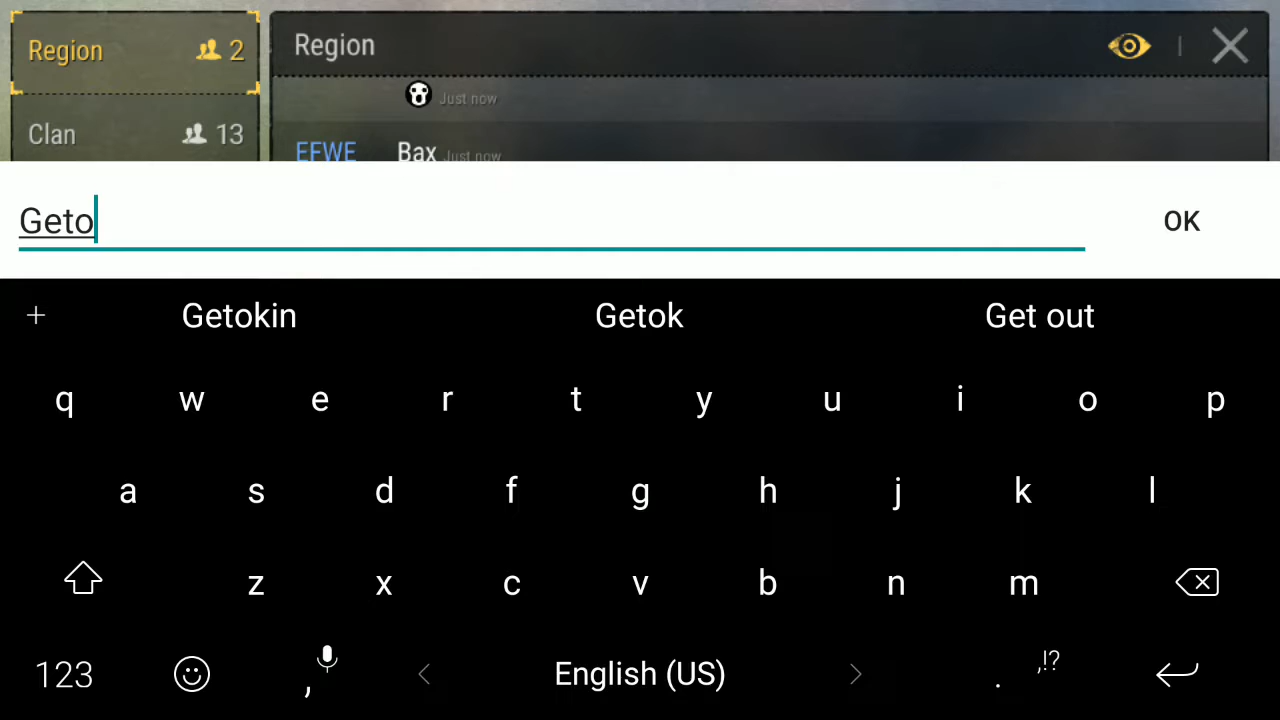 Region 2
Region
Just now
Clan 13
EFWE Bax Just now
Geto
OK
+ Getokin Getok Get out
q w e r t y u i o p
a s d f g h j k l
z x c v b n m
123 , < English (US) > . ,!?